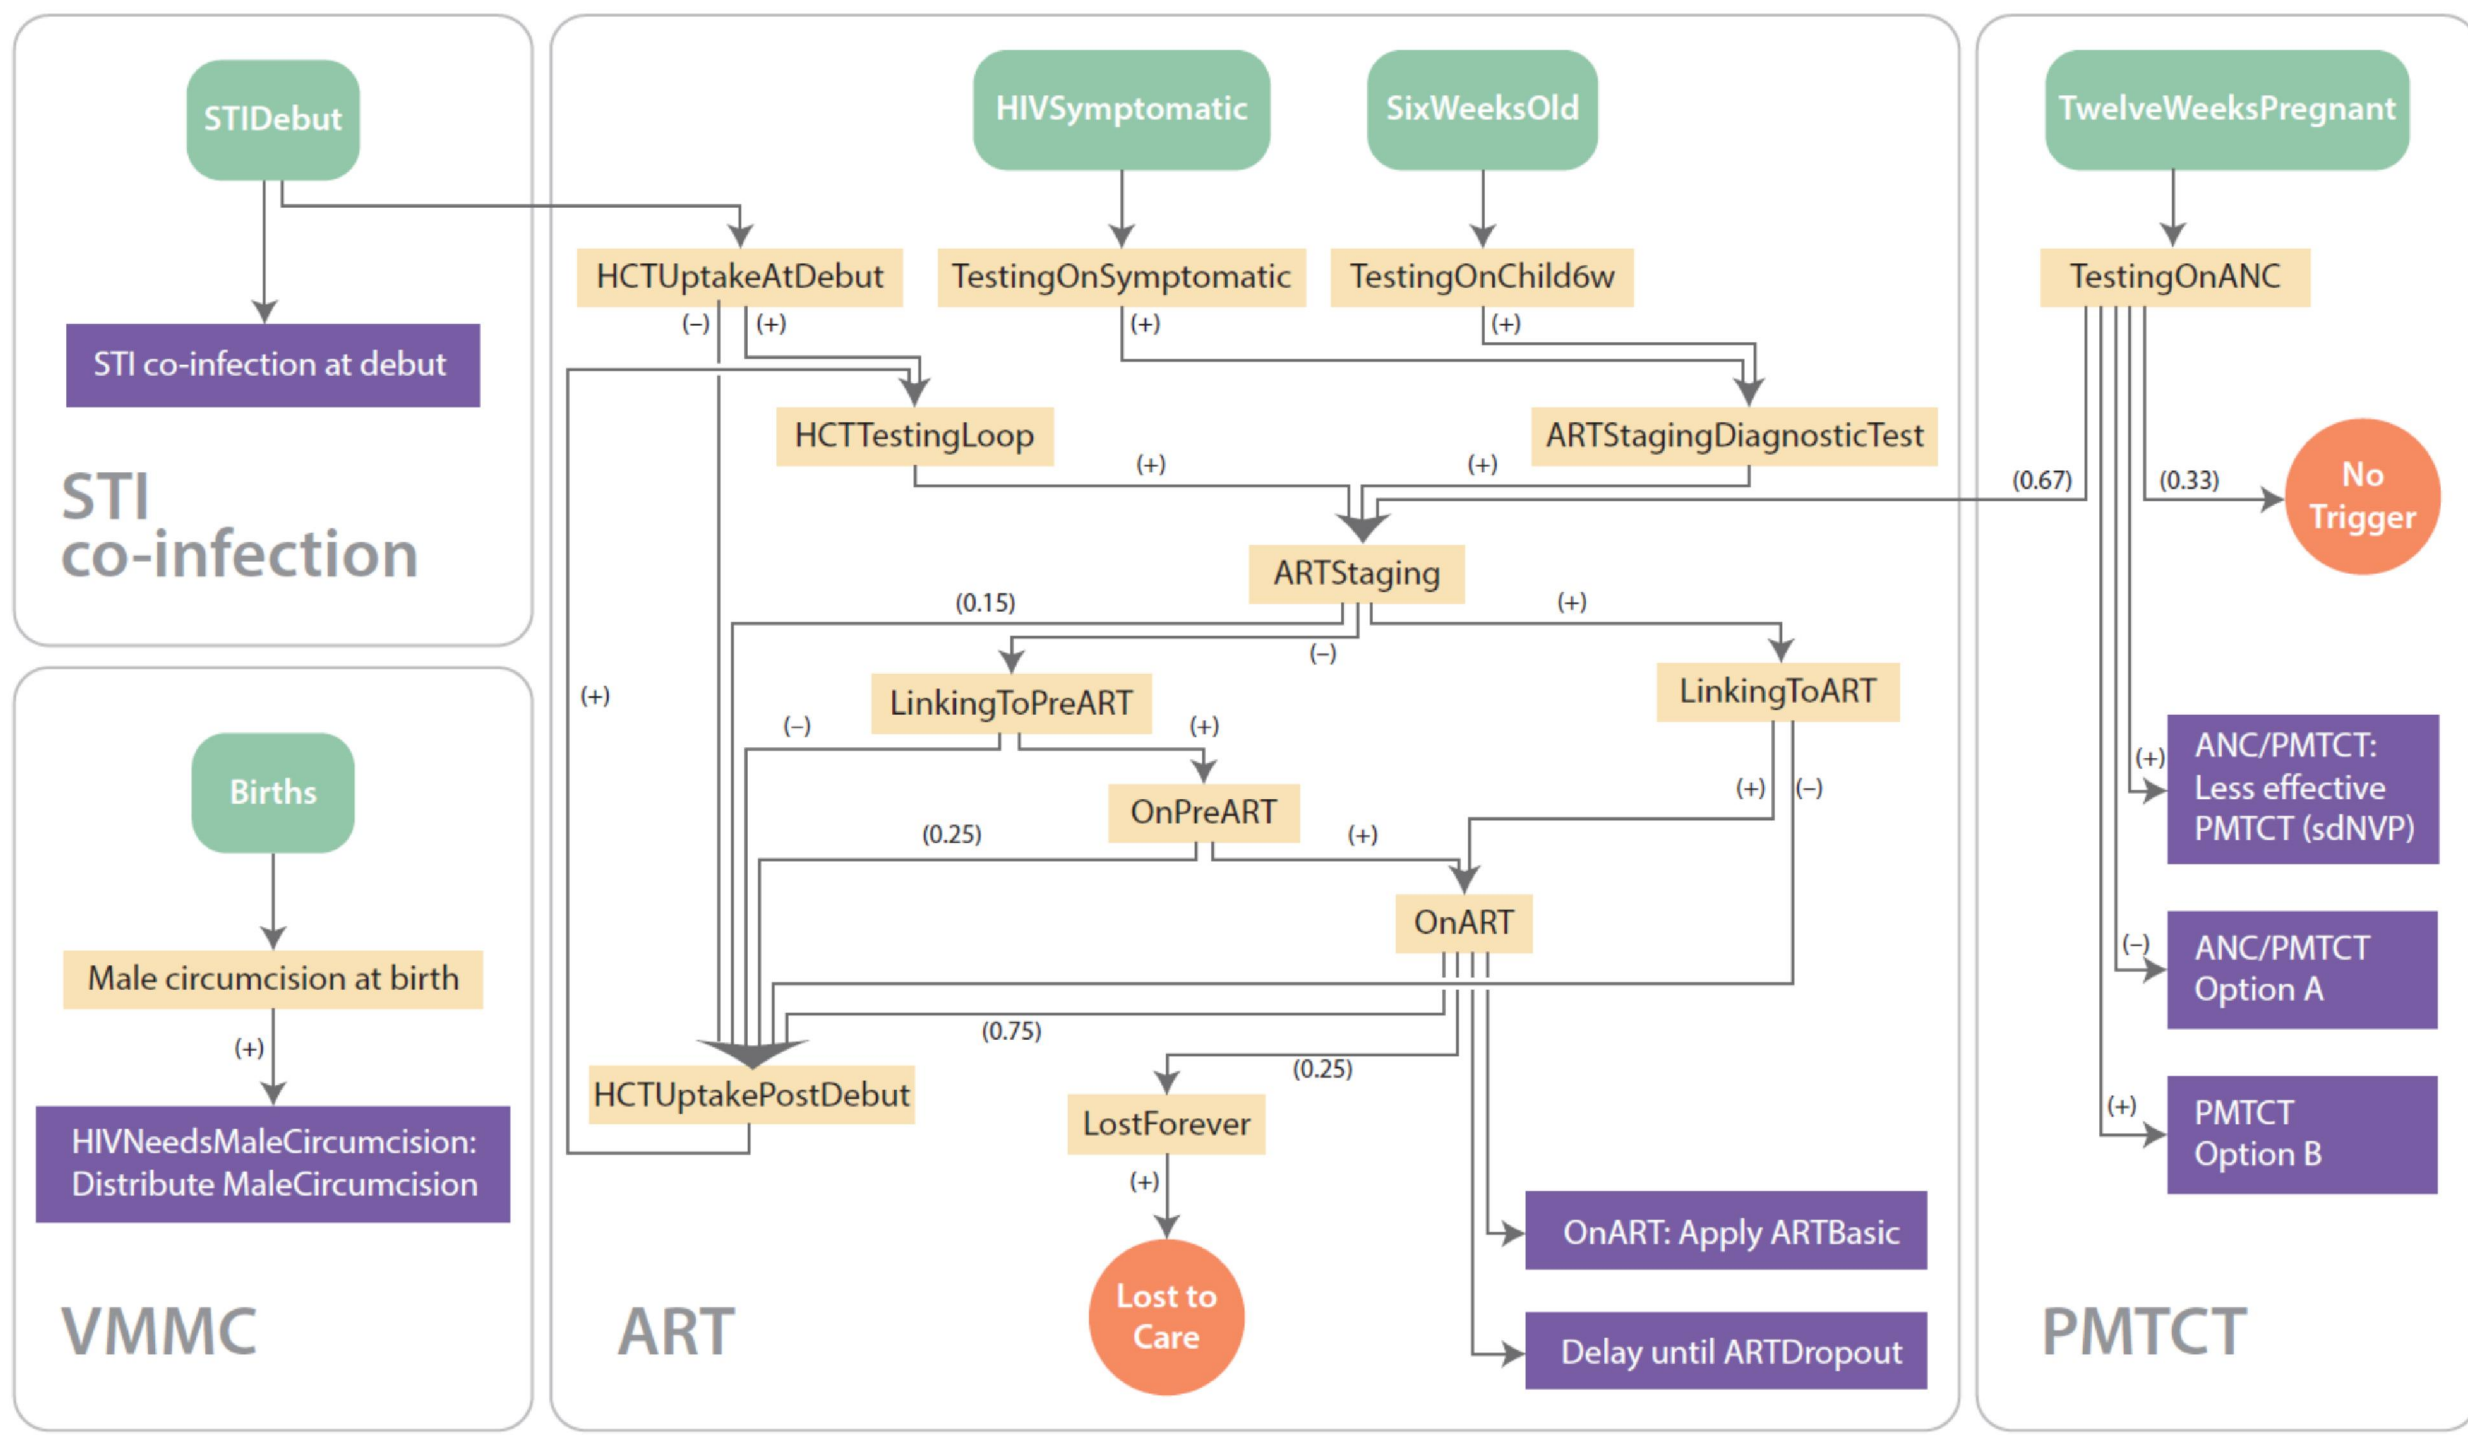 STIDebut
STI co-infection at debut
STI
co-infection
Births
Male circumcision at birth
(+)
HIVNeedsMaleCircumcision:
Distribute MaleCircumcision
VMMC
HIVSymptomatic
SixWeeksOld
HCTUptakeAtDebut
TestingOnSymptomatic
TestingOnChild6w
(–)
(+)
(+)
(+)
HCTTestingLoop
ARTStagingDiagnosticTest
(+)
(+)
ARTStaging
(0.15)
(+)
(–)
(+)
LinkingToPreART
LinkingToART
(–)
(+)
OnPreART
(+)
(–)
(0.25)
(+)
OnART
(0.75)
(0.25)
HCTUptakePostDebut
LostForever
(+)
Lost to
Care
OnART: Apply ARTBasic
Delay until ARTDropout
ART
TwelveWeeksPregnant
TestingOnANC
(0.67)
(0.33)
No
Trigger
(+)
ANC/PMTCT:
Less effective
PMTCT (sdNVP)
(–)
ANC/PMTCT
Option A
(+)
PMTCT
Option B
PMTCT